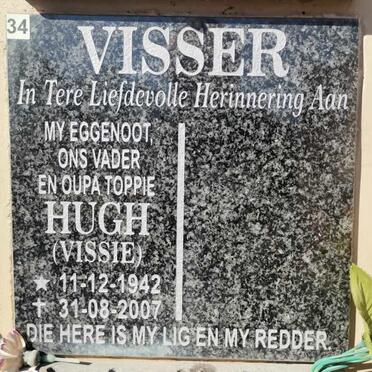 34
VISSER
In Tere Liefdevolle Herinnering Aan
MY EGGENOOT,
ONS VADER
EN OUPA TOPPIE
HUGH
(VISSIE)
★ 11-12-1942
✝ 31-08-2007
DIE HERE IS MY LIG EN MY REDDER.